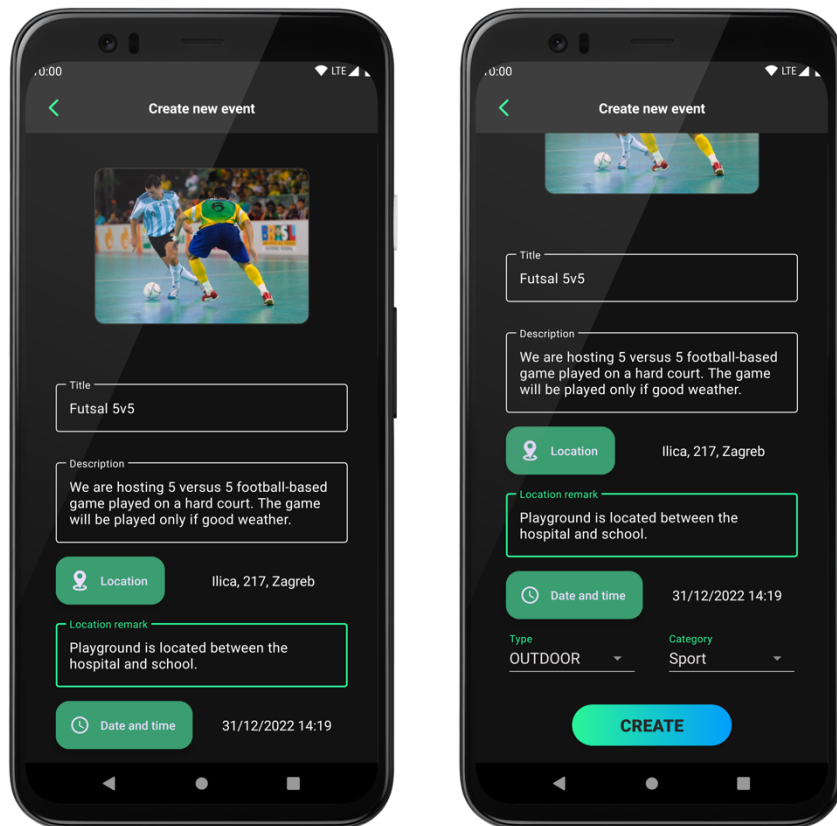 10:00
LTE
Create new event
Title
Futsal 5v5
Description
We are hosting 5 versus 5 football-based
game played on a hard court. The game
will be played only if good weather.
Location
Ilica, 217, Zagreb
Location remark
Playground is located between the
hospital and school.
Date and time
31/12/2022 14:19
10:00
LTE
Create new event
Title
Futsal 5v5
Description
We are hosting 5 versus 5 football-based
game played on a hard court. The game
will be played only if good weather.
Location
Ilica, 217, Zagreb
Location remark
Playground is located between the
hospital and school.
Date and time
31/12/2022 14:19
Type
Category
OUTDOOR
Sport
CREATE